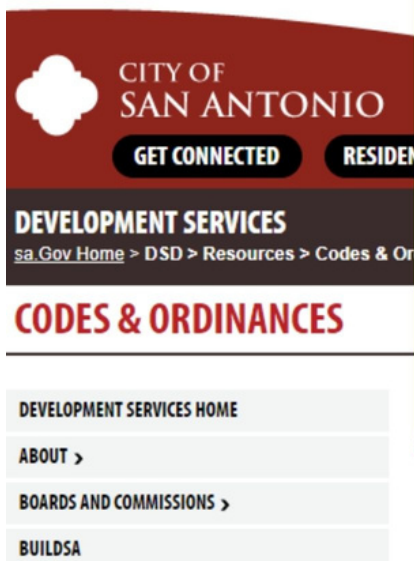 CITY OF
SAN ANTONIO
GET CONNECTED
DEVELOPMENT SERVICES
sa.Gov Home > DSD > Resources > Codes &
CODES & ORDINANCES
DEVELOPMENT SERVICES HOME
ABOUT >
BOARDS AND COMMISSIONS >
BUILDSA